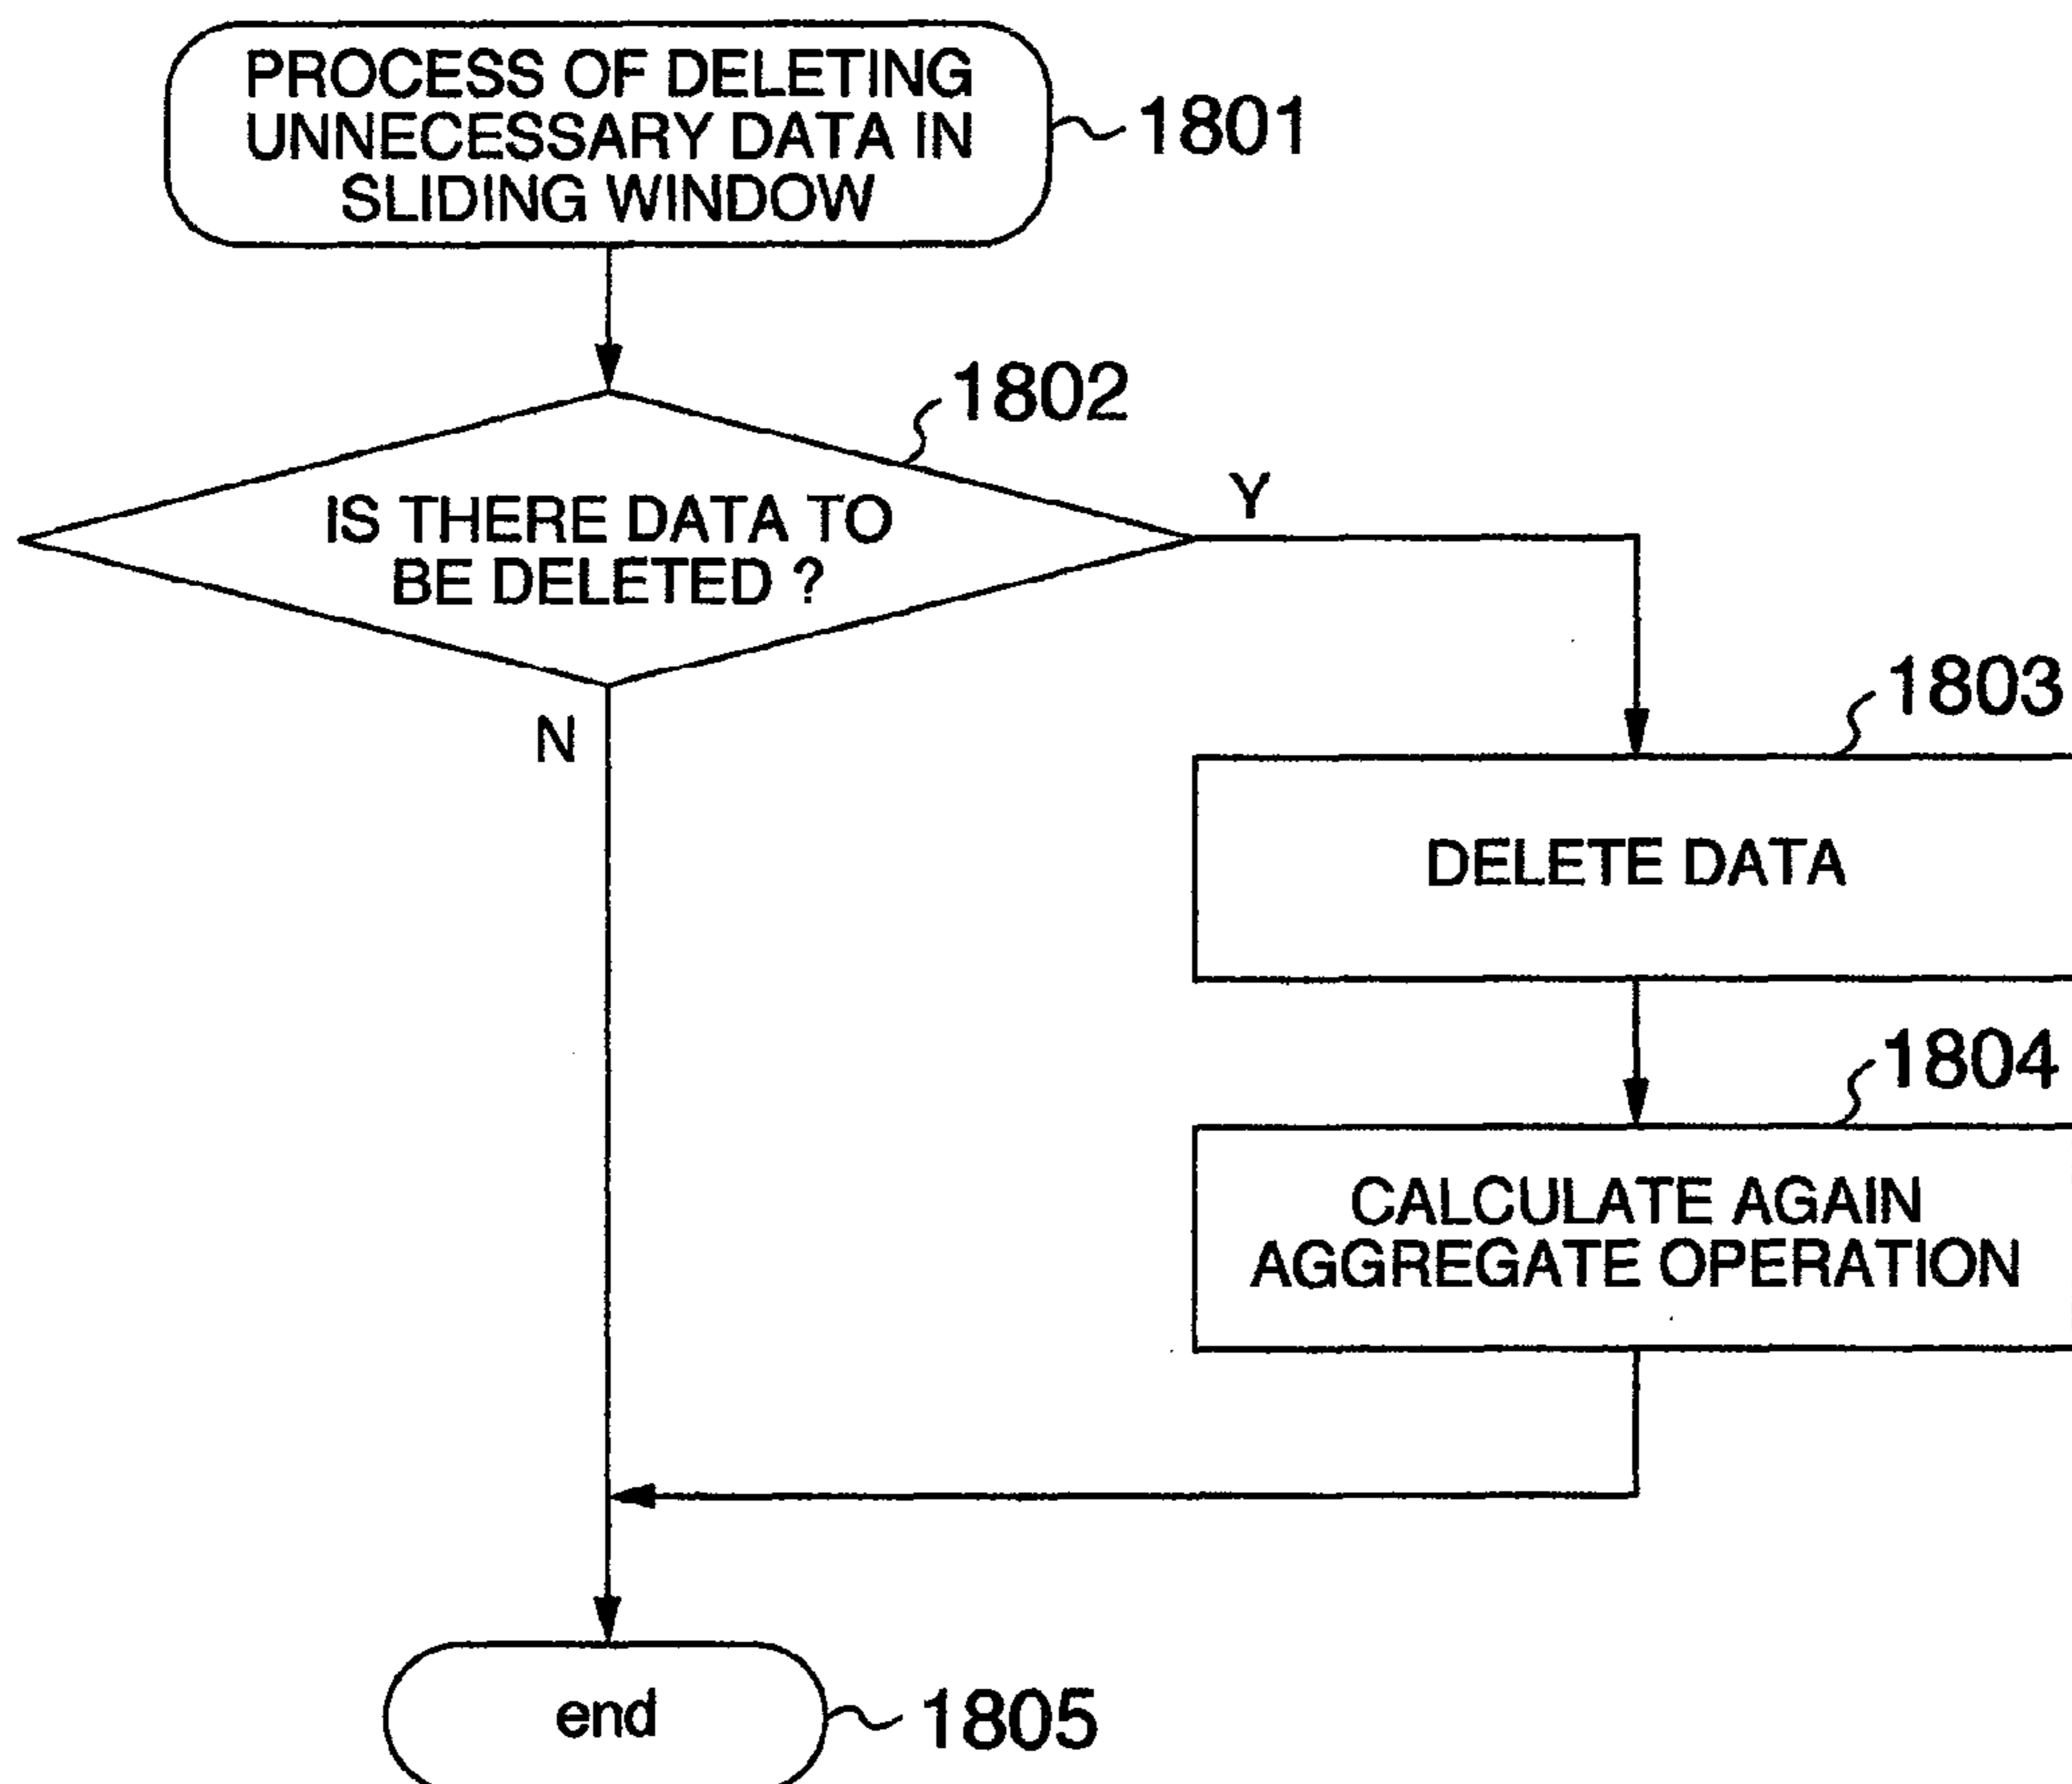 PROCESS OF DELETING
UNNECESSARY DATA IN
SLIDING WINDOW
1801
1802
IS THERE DATA TO
BE DELETED ?
Y
N
1803
DELETE DATA
1804
CALCULATE AGAIN
AGGREGATE OPERATION
end
1805